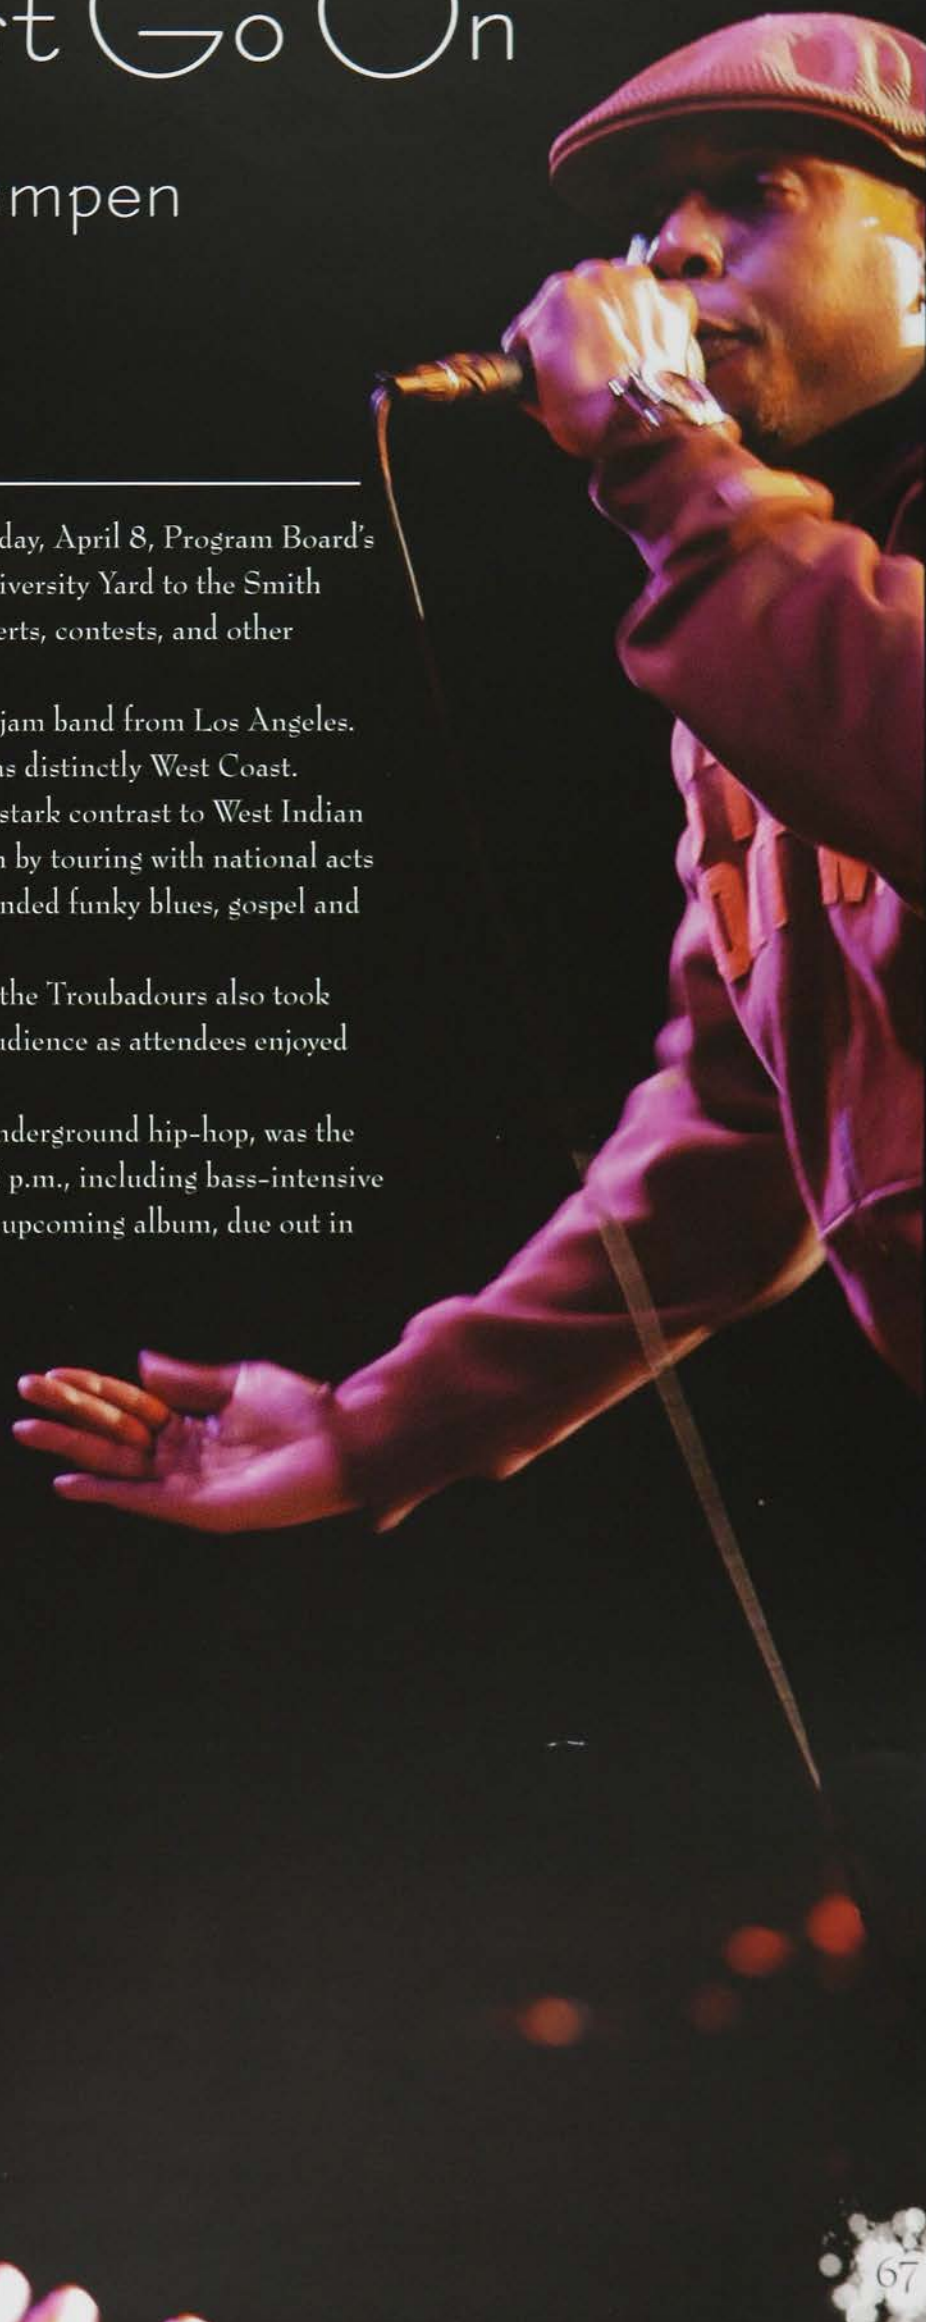 t Go On
mpen
day, April 8, Program Board's
iversity Yard to the Smith
erts, contests, and other
jam band from Los Angeles.
as distinctly West Coast.
stark contrast to West Indian
n by touring with national acts
nded funky blues, gospel and
the Troubadours also took
udience as attendees enjoyed
nderground hip-hop, was the
p.m., including bass-intensive
upcoming album, due out in
67